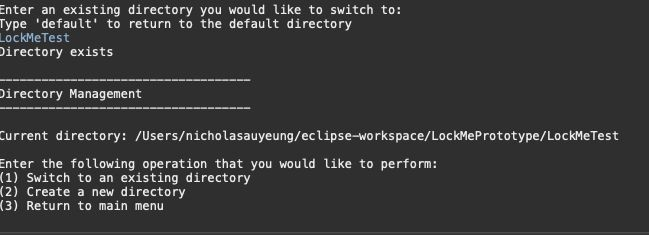 Enter an existing directory you would like to switch to:
Type 'default' to return to the default directory
LockMeTest
Directory exists
------------------------------------
Directory Management
------------------------------------
Current directory: /Users/nicholasauyeung/eclipse-workspace/LockMePrototype/LockMeTest
Enter the following operation that you would like to perform:
(1) Switch to an existing directory
(2) Create a new directory
(3) Return to main menu